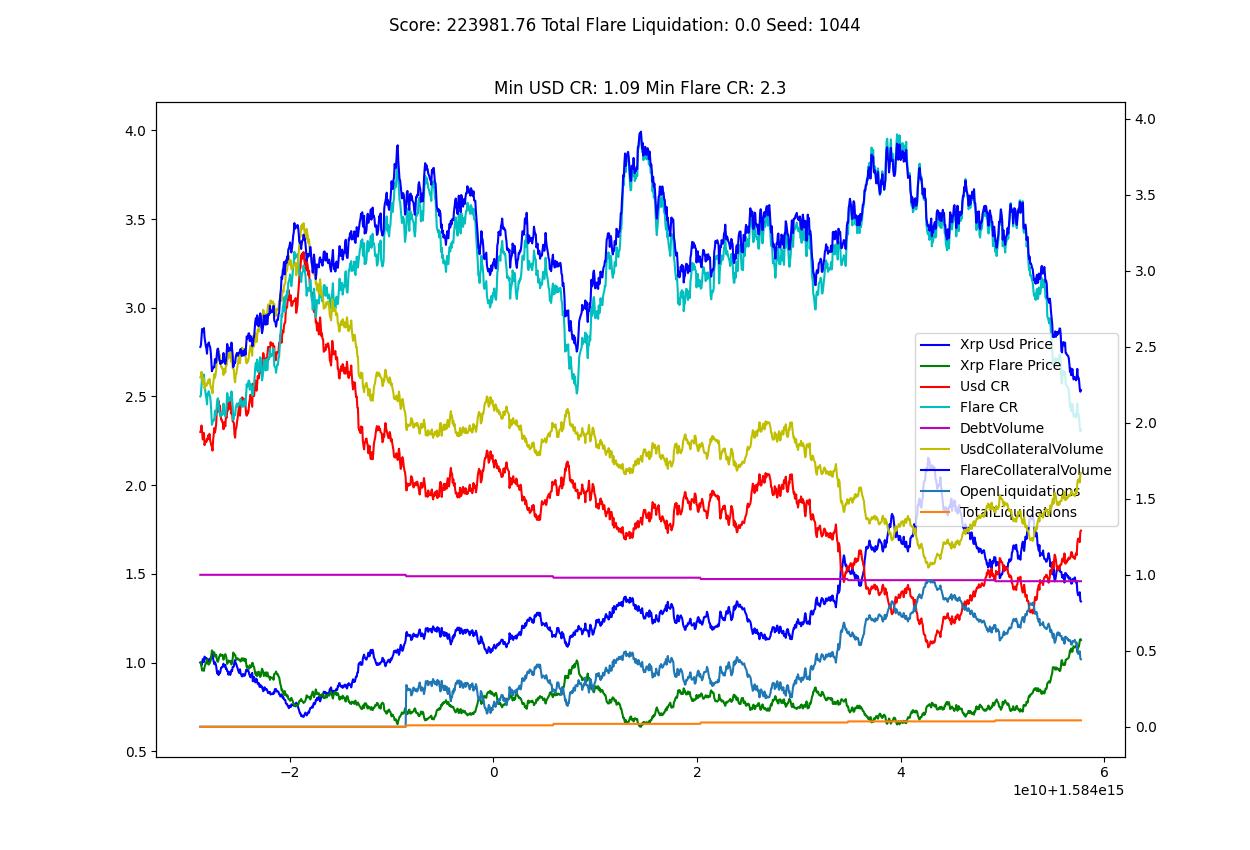 Score: 223981.76 Total Flare Liquidation: 0.0 Seed: 1044
Min USD CR: 1.09 Min Flare CR: 2.3
4.0
3.5
3.0
2.5
2.0
1.5
1.0
0.5
4.0
3.5
3.0
2.5
2.0
1.5
1.0
0.5
0.0
Xrp Usd Price
Xrp Flare Price
Usd CR
Flare CR
DebtVolume
UsdCollateralVolume
FlareCollateralVolume
OpenLiquidations
TotalLiquidations
−2 0 2 4 6
1e10+1.584e15